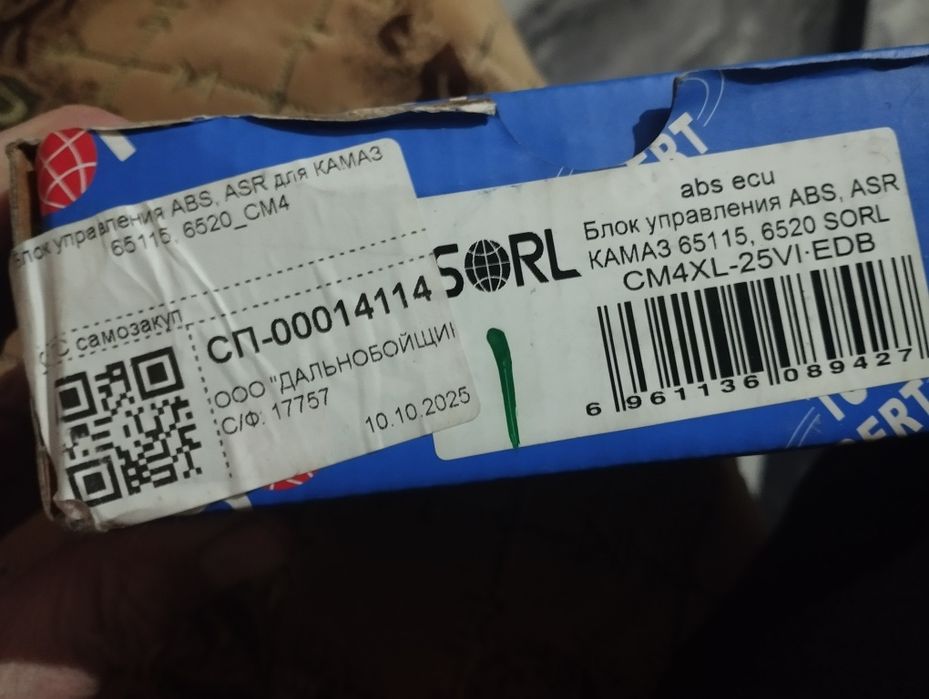 Блок управления ABS, ASR для КАМАЗ
65115, 6520_CM4
самозакуп
СП-00014114
ООО "ДАЛЬНОБОЙЩИК
С/Ф: 17757
10.10.2025
SORL
abs ecu
Блок управления ABS, ASR
КАМАЗ 65115, 6520 SORL
CM4XL-25VI·EDB
6 961136 089427